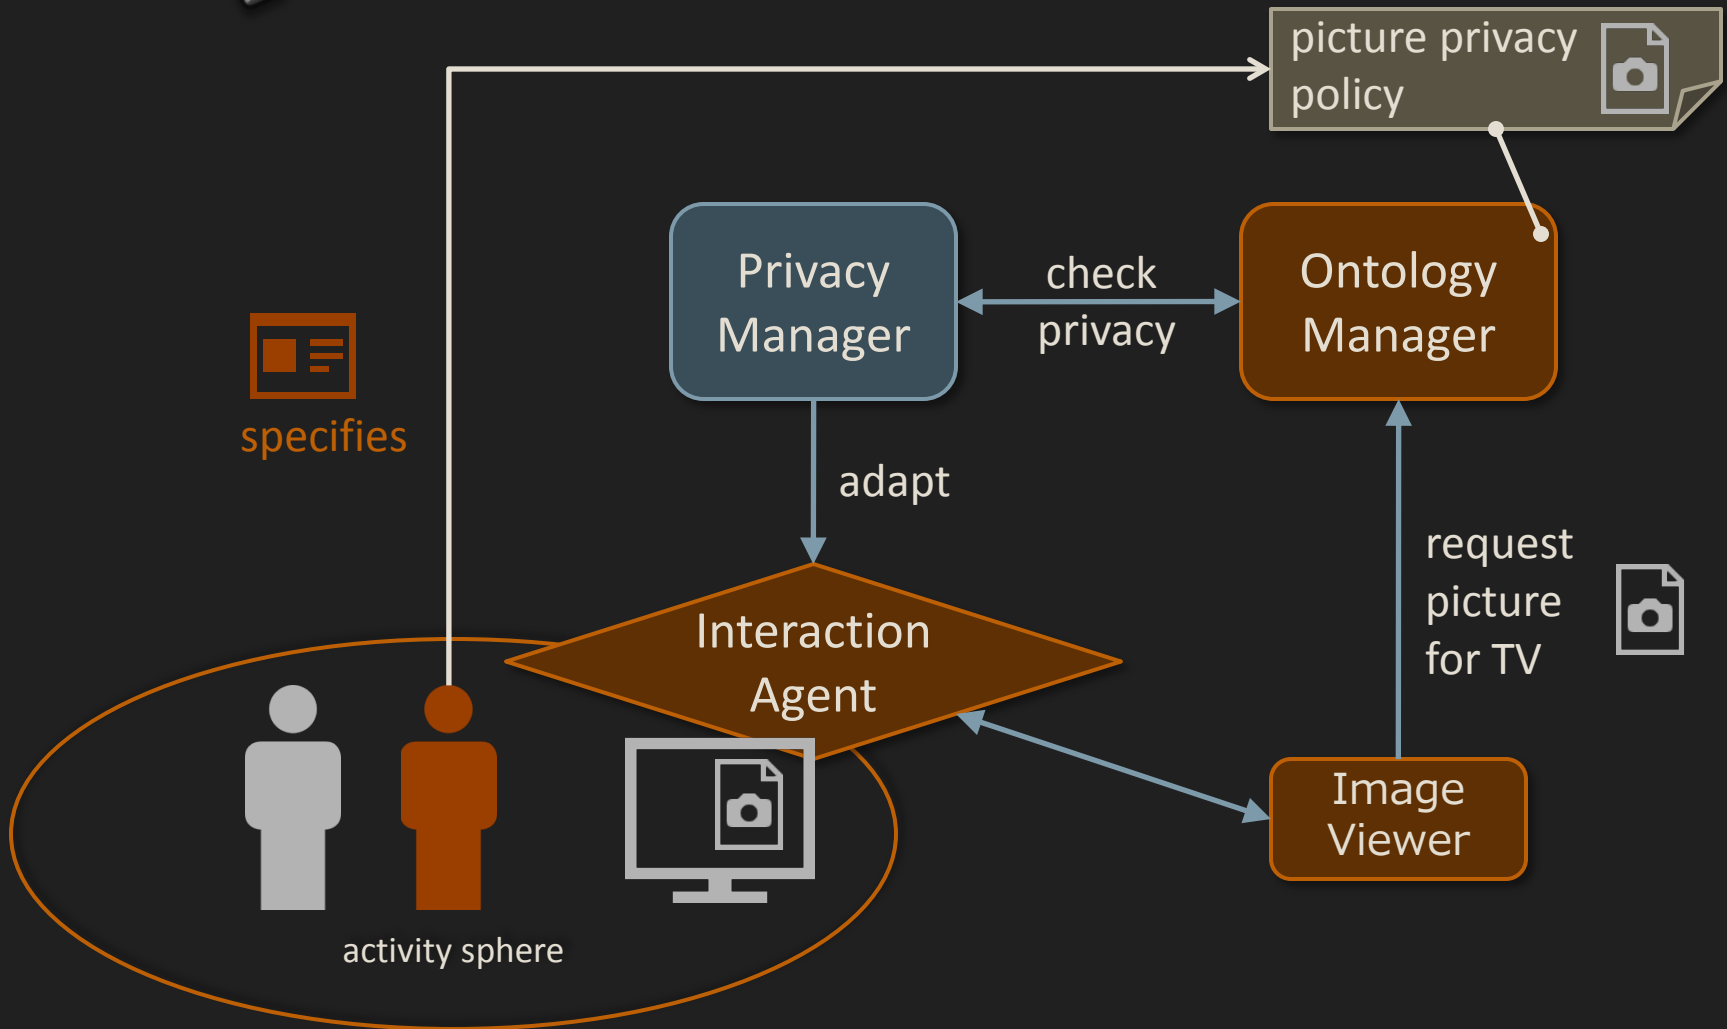 picture privacy
policy
Privacy
Manager
check
privacy
Ontology
Manager
specifies
adapt
request
picture
for TV
Interaction
Agent
Image
Viewer
activity sphere